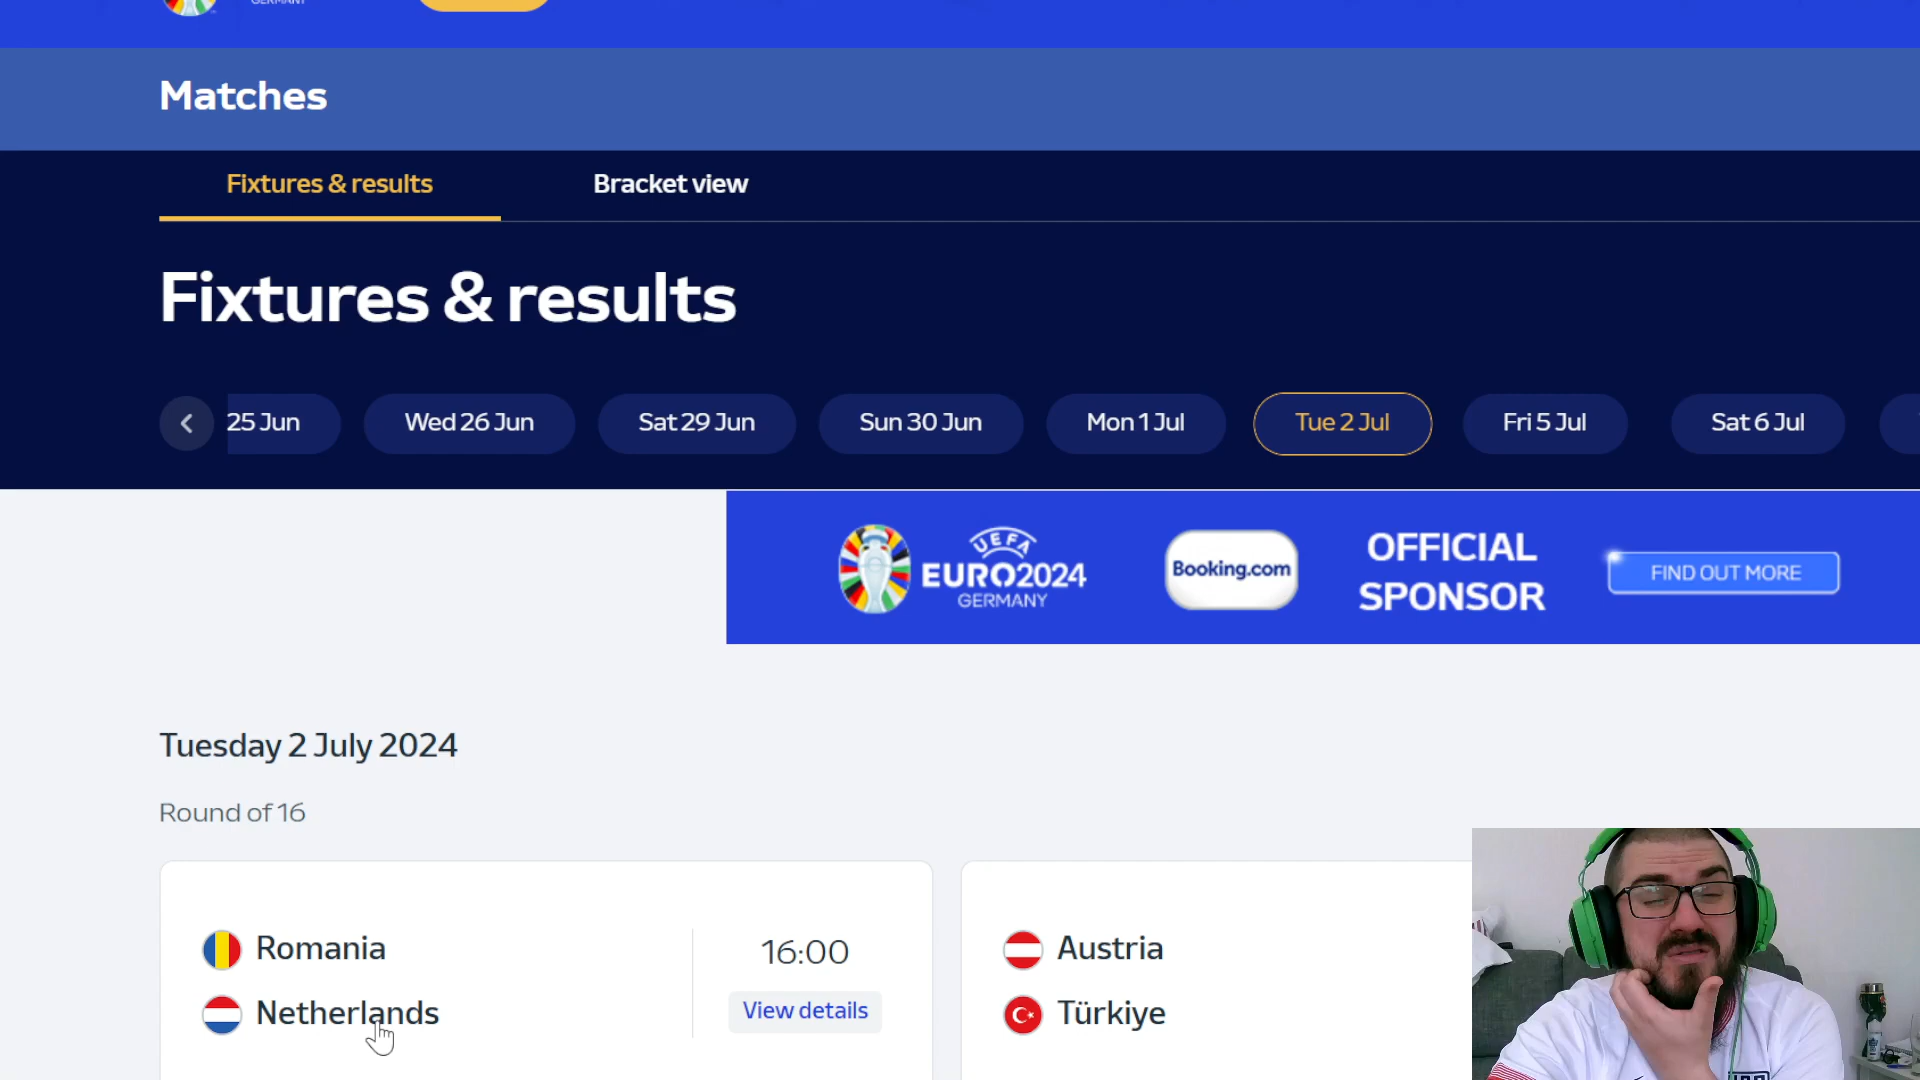 GERMANY
Matches
Fixtures & results
Bracket view
Fixtures & results
25 Jun
Wed 26 Jun
Sat 29 Jun
Sun 30 Jun
Mon 1 Jul
Tue 2 Jul
Fri 5 Jul
Sat 6 Jul
UEFA
EURO2024
GERMANY
Booking.com
OFFICIAL
SPONSOR
FIND OUT MORE
Tuesday 2 July 2024
Round of 16
Romania
16:00
Netherlands
View details
Austria
Türkiye